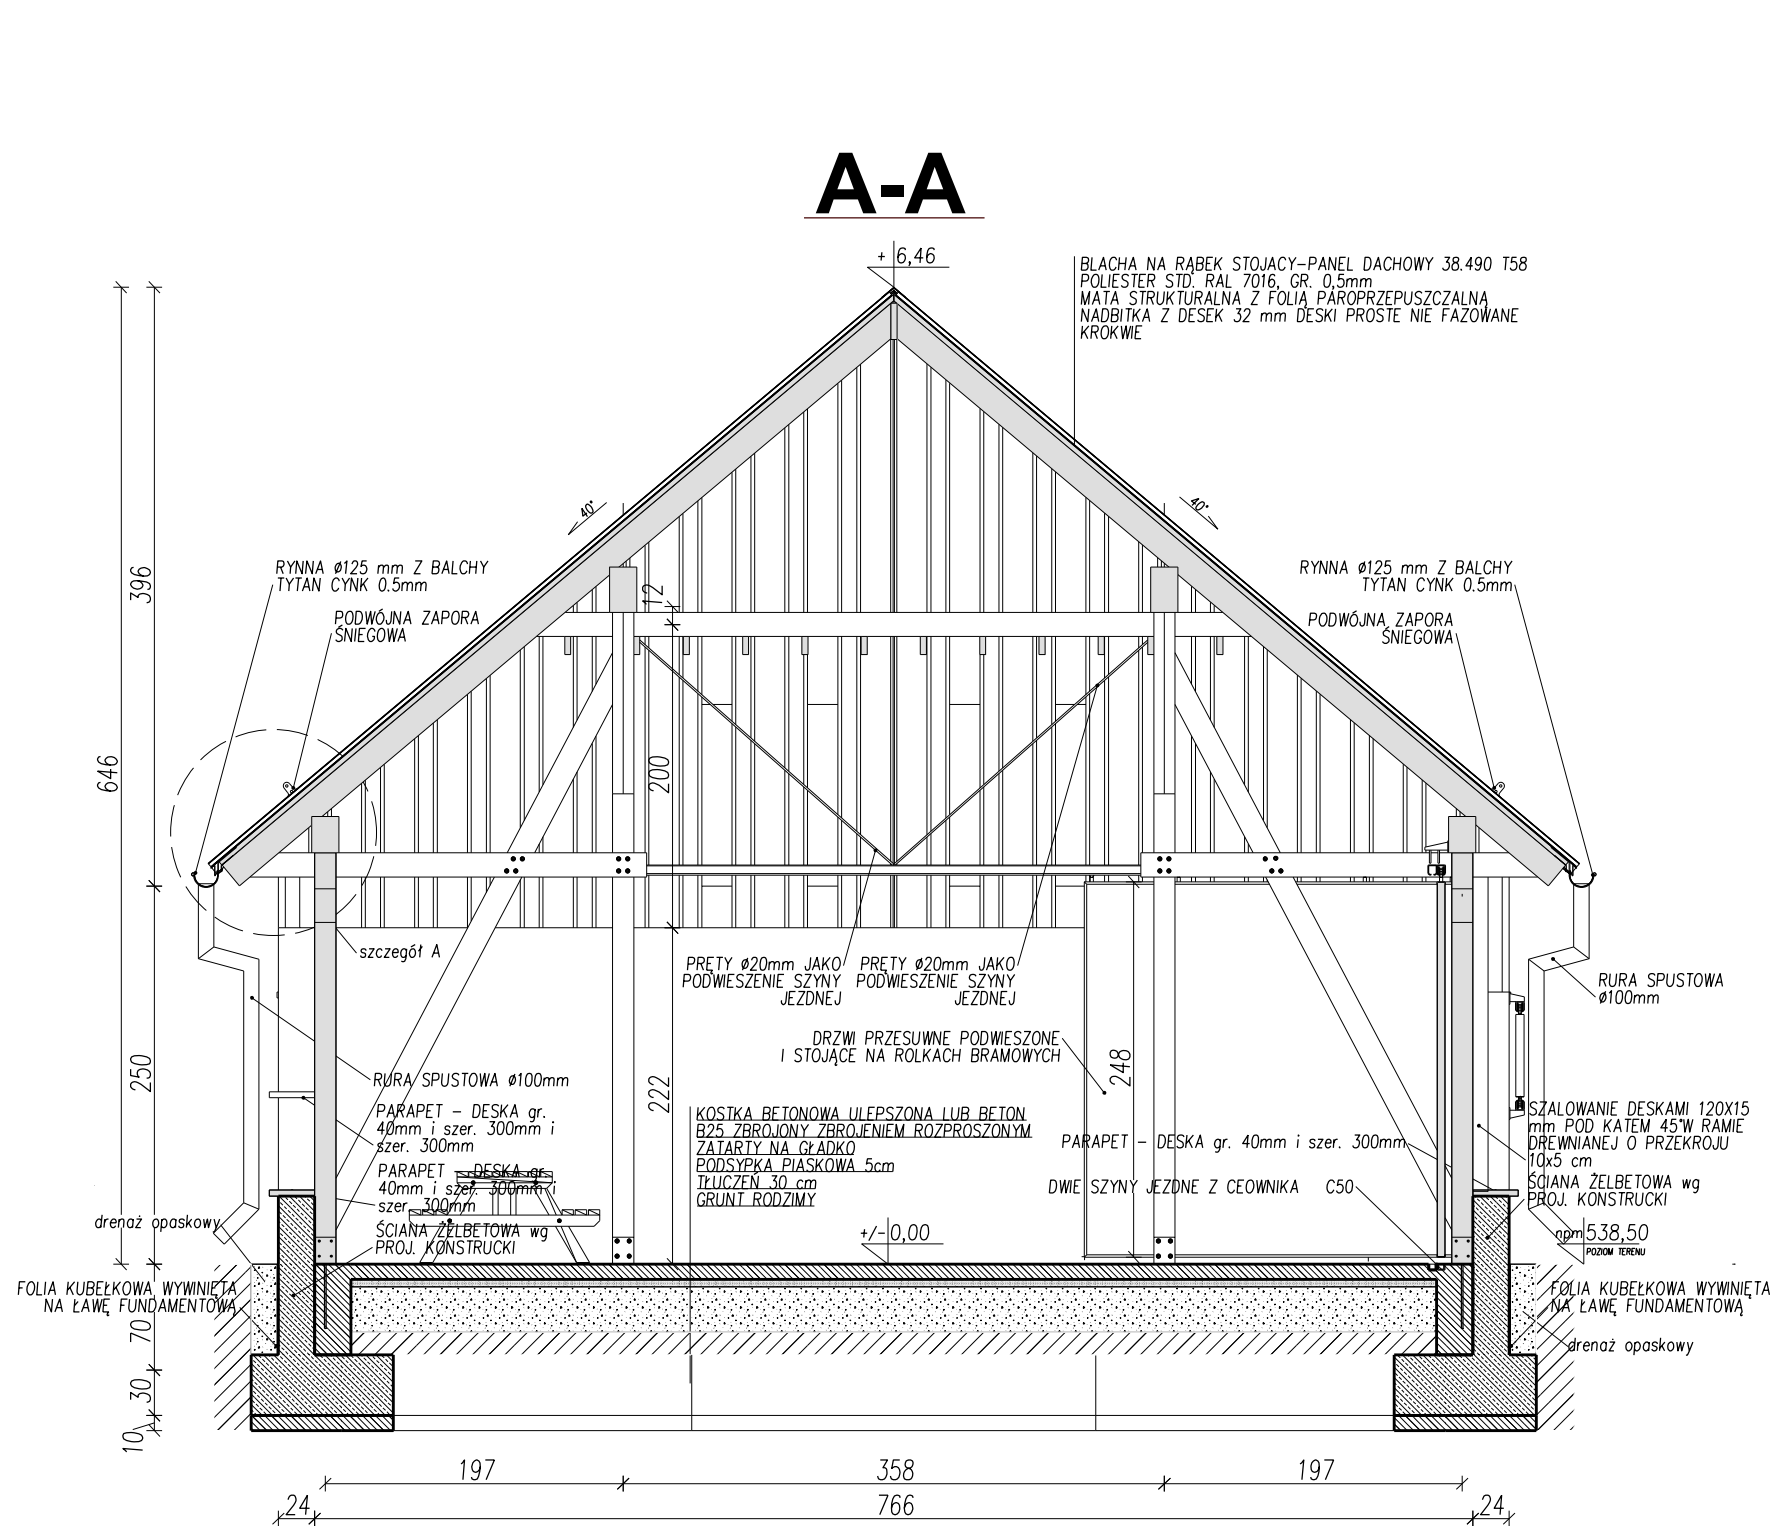 A-A
+ 6,46
BLACHA NA RĄBEK STOJACY-PANEL DACHOWY 38.490 T58
POLIESTER STD. RAL 7016, GR. 0,5mm
MATA STRUKTURALNA Z FOLIĄ PAROPRZEPUSZCZALNĄ
NADBITKA Z DESEK 32 mm DESKI PROSTE NIE FAZOWANE
KROKWIE
40°
40°
RYNNA Ø125 mm Z BALCHY
TYTAN CYNK 0.5mm
PODWÓJNA ZAPORA
ŚNIEGOWA
RYNNA Ø125 mm Z BALCHY
TYTAN CYNK 0.5mm
PODWÓJNA ZAPORA
ŚNIEGOWA
396
646
12
200
szczegół A
PRĘTY Ø20mm JAKO
PODWIESZENIE SZYNY
JEZDNEJ
PRĘTY Ø20mm JAKO
PODWIESZENIE SZYNY
JEZDNEJ
RURA SPUSTOWA
Ø100mm
DRZWI PRZESUWNE PODWIESZONE
I STOJĄCE NA ROLKACH BRAMOWYCH
250
222
248
RURA SPUSTOWA Ø100mm
PARAPET - DESKA gr.
40mm i szer. 300mm i
szer. 300mm
PARAPET - DESKA gr.
40mm i szer. 300mm i
szer. 300mm
ŚCIANA ŻELBETOWA wg
PROJ. KONSTRUCKI
KOSTKA BETONOWA ULEPSZONA LUB BETON
B25 ZBROJONY ZBROJENIEM ROZPROSZONYM
ZATARTY NA GŁADKO
PODSYPKA PIASKOWA 5cm
TŁUCZEŃ 30 cm
GRUNT RODZIMY
PARAPET - DESKA gr. 40mm i szer. 300mm
DWIE SZYNY JEZDNE Z CEOWNIKA C50
SZALOWANIE DESKAMI 120X15
mm POD KATEM 45°W RAMIE
DREWNIANEJ O PRZEKROJU
10x5 cm
ŚCIANA ŻELBETOWA wg
PROJ. KONSTRUCKI
drenaż opaskowy
+/-0,00
npm 538,50
POZIOM TERENU
FOLIA KUBEŁKOWA WYWINIĘTA
NA ŁAWĘ FUNDAMENTOWĄ
FOLIA KUBEŁKOWA WYWINIĘTA
NA ŁAWĘ FUNDAMENTOWĄ
drenaż opaskowy
70
30
10
197
358
197
24
766
24